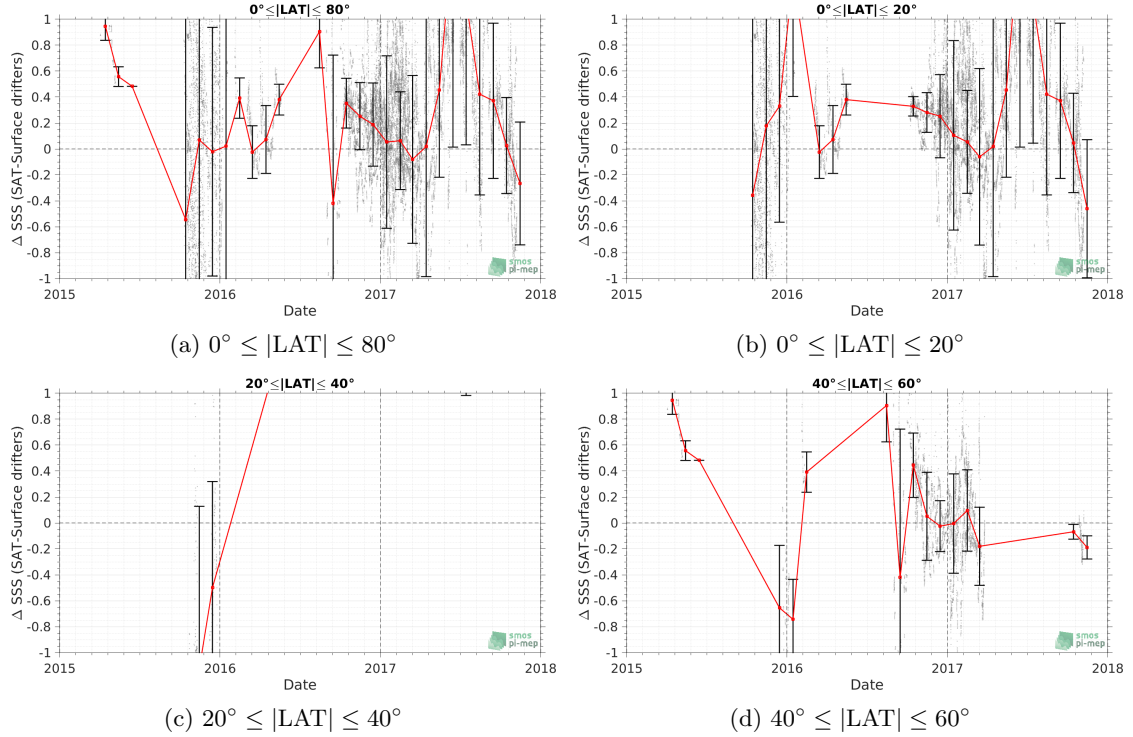 0°≤|LAT|≤ 80°
Δ SSS (SAT-Surface drifters)
1
0.8
0.6
0.4
0.2
0
-0.2
-0.4
-0.6
-0.8
-1
2015
2016
2017
2018
Date
smos
pi-mep
(a) 0° ≤ |LAT| ≤ 80°
0°≤|LAT|≤ 20°
Δ SSS (SAT-Surface drifters)
1
0.8
0.6
0.4
0.2
0
-0.2
-0.4
-0.6
-0.8
-1
2015
2016
2017
2018
Date
smos
pi-mep
(b) 0° ≤ |LAT| ≤ 20°
20°≤|LAT|≤ 40°
Δ SSS (SAT-Surface drifters)
1
0.8
0.6
0.4
0.2
0
-0.2
-0.4
-0.6
-0.8
-1
2015
2016
2017
2018
Date
smos
pi-mep
(c) 20° ≤ |LAT| ≤ 40°
40°≤|LAT|≤ 60°
Δ SSS (SAT-Surface drifters)
1
0.8
0.6
0.4
0.2
0
-0.2
-0.4
-0.6
-0.8
-1
2015
2016
2017
2018
Date
smos
pi-mep
(d) 40° ≤ |LAT| ≤ 60°